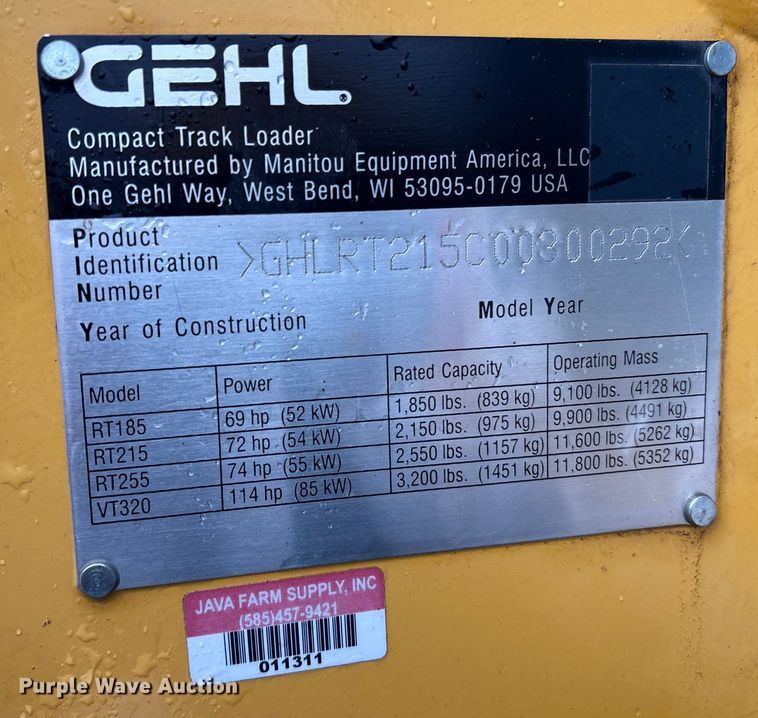 GEHL®
Compact Track Loader
Manufactured by Manitou Equipment America, LLC
One Gehl Way, West Bend, WI 53095-0179 USA
Product
Identification >GHLRT215C00300292<
Number
Year of Construction Model Year
Model Power Rated Capacity Operating Mass
RT185 69 hp (52 kW) 1,850 lbs. (839 kg) 9,100 lbs. (4128 kg)
RT215 72 hp (54 kW) 2,150 lbs. (975 kg) 9,900 lbs. (4491 kg)
RT255 74 hp (55 kW) 2,550 lbs. (1157 kg) 11,600 lbs. (5262 kg)
VT320 114 hp (85 kW) 3,200 lbs. (1451 kg) 11,800 lbs. (5352 kg)
JAVA FARM SUPPLY, INC
(585)457-9421
011311
Purple Wave Auction